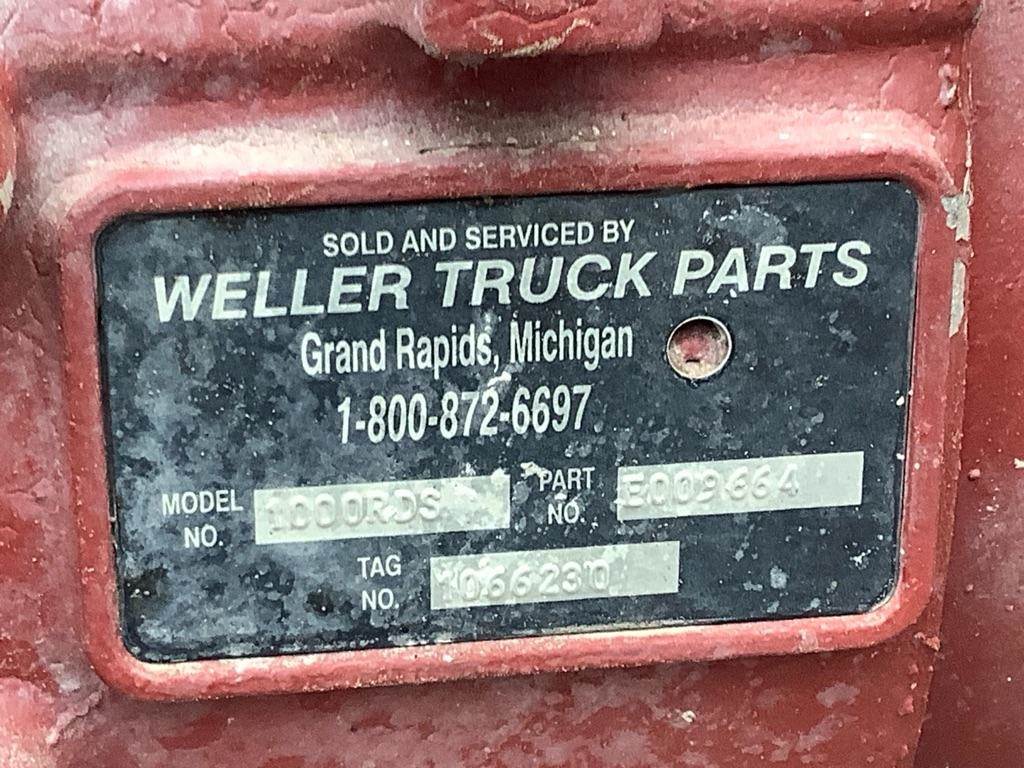 SOLD AND SERVICED BY
WELLER TRUCK PARTS
Grand Rapids, Michigan
1-800-872-6697
MODEL NO. 1000RDS
PART NO. E009664
TAG NO. 1066230